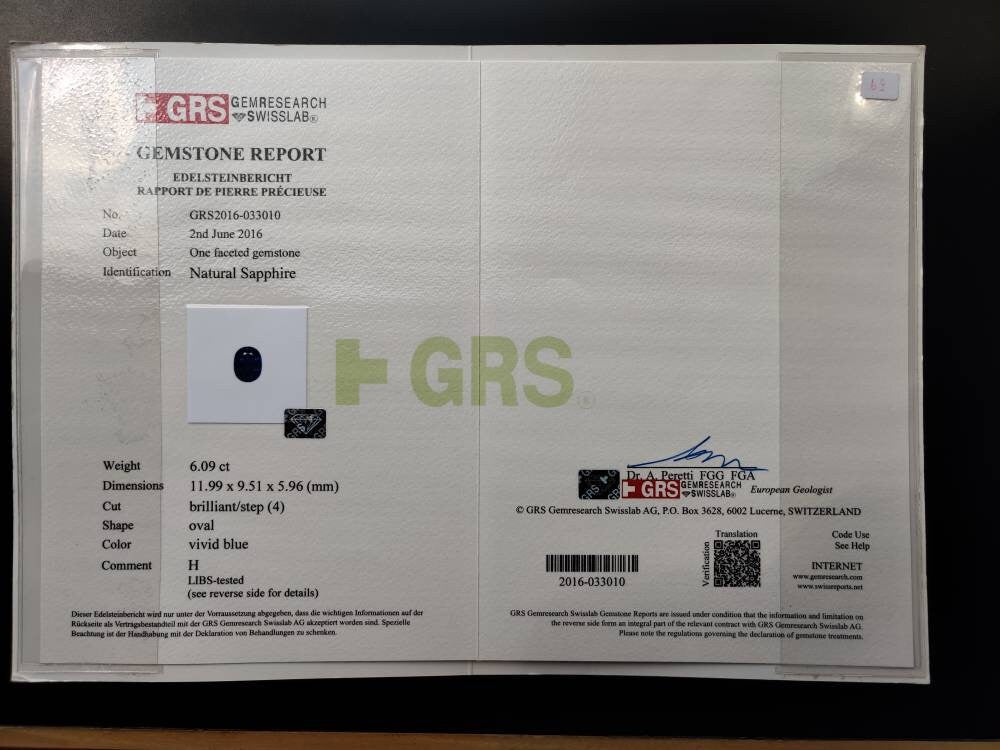 GRS GEMRESEARCH
SWISSLAB®
GEMSTONE REPORT
EDELSTEINBERICHT
RAPPORT DE PIERRE PRÉCIEUSE
No. GRS2016-033010
Date 2nd June 2016
Object One faceted gemstone
Identification Natural Sapphire
GRS®
Weight 6.09 ct
Dimensions 11.99 x 9.51 x 5.96 (mm)
Cut brilliant/step (4)
Shape oval
Color vivid blue
Comment H
LIBS-tested
(see reverse side for details)
Dieser Edelsteinbericht wird nur unter der Vorraussetzung abgegeben, dass die wichtigen Informationen auf der
Rückseite als Vertragsbestandteil mit der GRS Gemresearch Swisslab AG akzeptiert worden sind. Spezielle
Beachtung ist der Handhabung mit der Deklaration von Behandlungen zu schenken.
Dr. A. Peretti FGG FGA
GRS GEMRESEARCH
SWISSLAB®
European Geologist
© GRS Gemresearch Swisslab AG, P.O. Box 3628, 6002 Lucerne, SWITZERLAND
2016-033010
Translation
Verification
Code Use
See Help
INTERNET
www.gemresearch.com
www.swissreports.net
GRS Gemresearch Swisslab Gemstone Reports are issued under condition that the information and limitation on
the reverse side form an integral part of the relevant contract with GRS Gemresearch Swisslab AG.
Please note the regulations governing the declaration of gemstone treatments.